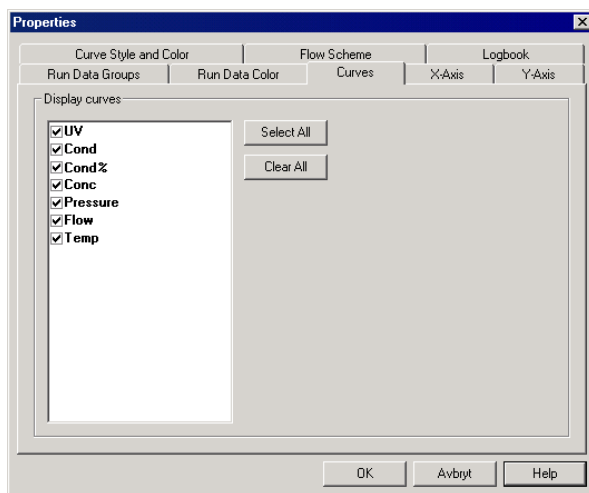 Properties
Curve Style and Color Flow Scheme Logbook
Run Data Groups Run Data Color Curves X-Axis Y-Axis
Display curves
UV
Cond
Cond%
Conc
Pressure
Flow
Temp
Select All
Clear All
OK Avbryt Help